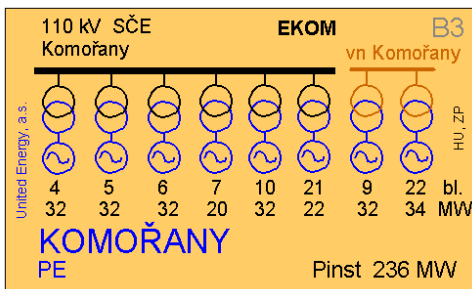 110 kV SČE
EKOM
B3
Komořany
vn Komořany
United Energy, a.s.
HU, ZP
4 5 6 7 10 21 9 22 bl.
32 32 32 20 32 22 32 34 MW
KOMOŘANY
PE
Pinst 236 MW